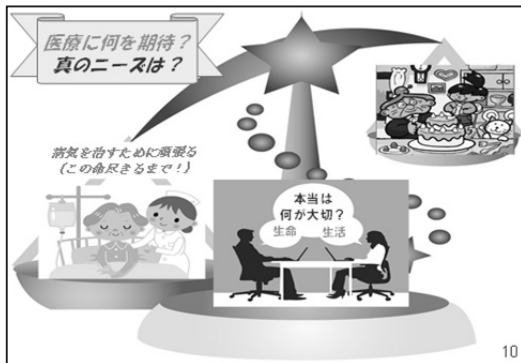 医療に何を期待？
真のニーズは？
病気を治すために頑張る
（この命尽きるまで！）
本当は
何が大切？
生命 生活
10